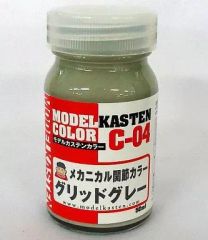 MODELKASTEN
COLOR C-04
モデルカステンカラー
メカニカル関節カラー
グリッドグレー
www.modelkasten.com
50ml